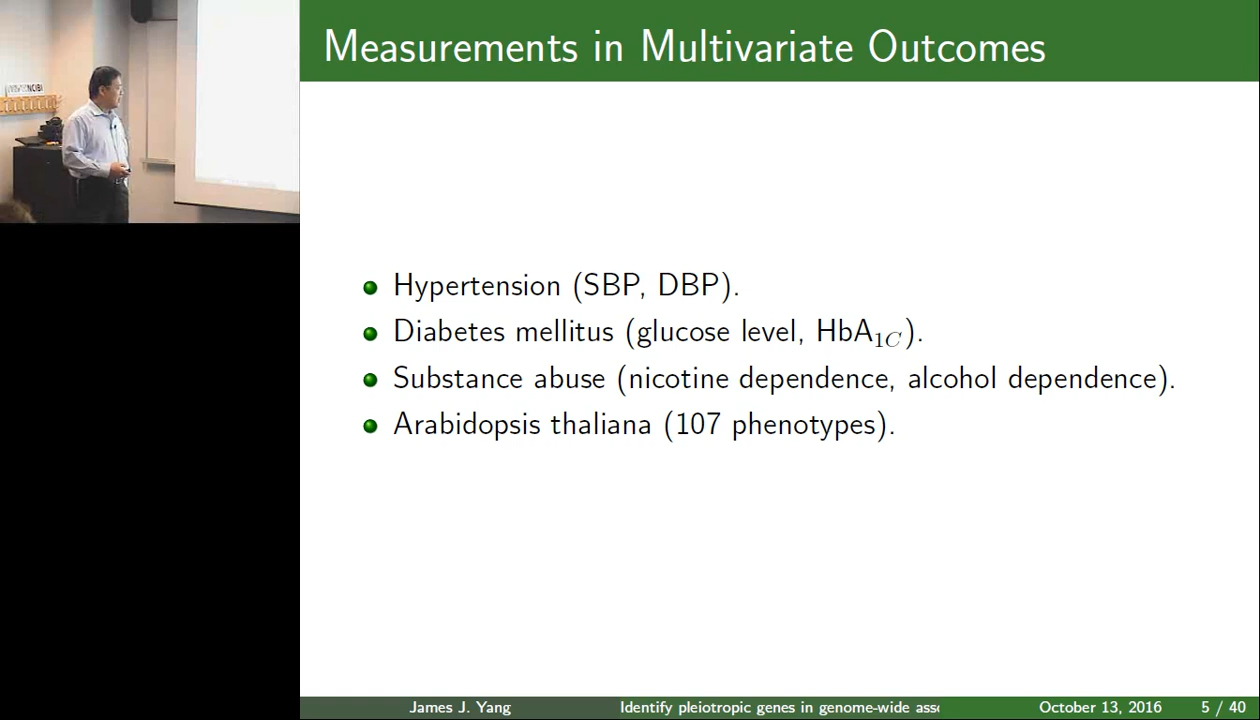 Measurements in Multivariate Outcomes
Hypertension (SBP, DBP).
Diabetes mellitus (glucose level, HbA1C).
Substance abuse (nicotine dependence, alcohol dependence).
Arabidopsis thaliana (107 phenotypes).
James J. Yang Identify pleiotropic genes in genome-wide asso October 13, 2016 5 / 40